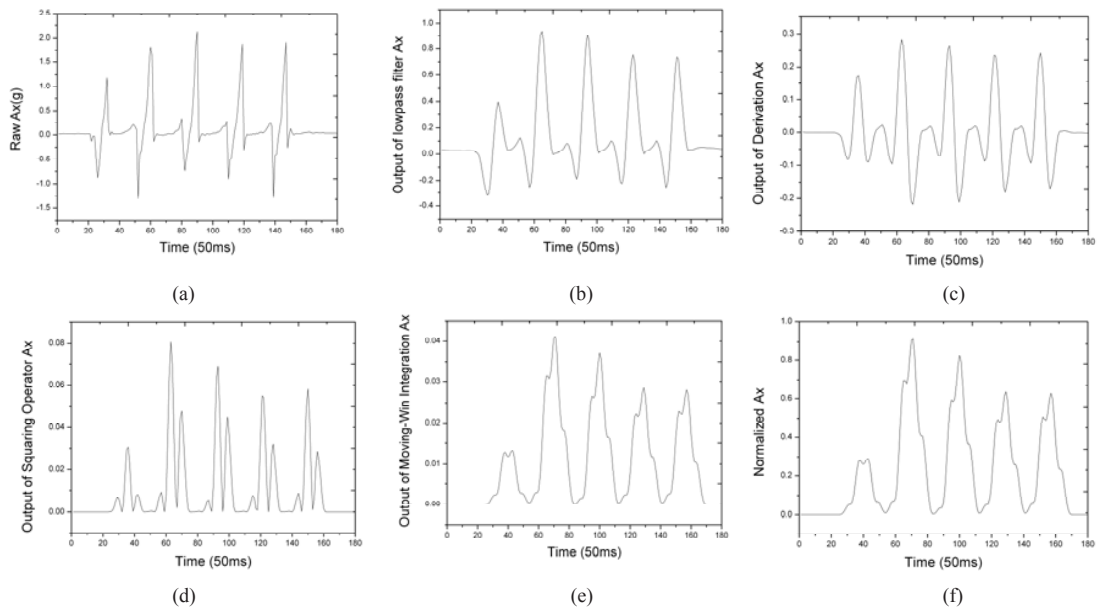 2.5
2.0
1.5
1.0
0.5
0.0
0.5
-1.0
1.5
Raw Ax(g)
0 20 40 60 80 100 120 140 160 180
Time (50ms)
(a)
1.0
0.8
0.6
0.4
0.2
0.0
-0.2
-0.4
Output of lowpass filter Ax
0 20 40 60 80 100 120 140 160 180
Time (50ms)
(b)
0.3
0.2
0.1
0.0
-0.1
-0.2
-0.3
Output of Derivation Ax
0 20 40 60 80 100 120 140 160 180
Time (50ms)
(c)
0.08
0.06
0.04
0.02
0.00
Output of Squaring Operator Ax
0 20 40 60 80 100 120 140 160 180
Time (50ms)
(d)
0.04
0.03
0.02
0.01
0.00
Output of Moving-Win Integration Ax
0 20 40 60 80 100 120 140 160 180
Time (50ms)
(e)
1.0
0.8
0.6
0.4
0.2
0.0
Normalized Ax
0 20 40 60 80 100 120 140 160 180
Time (50ms)
(f)